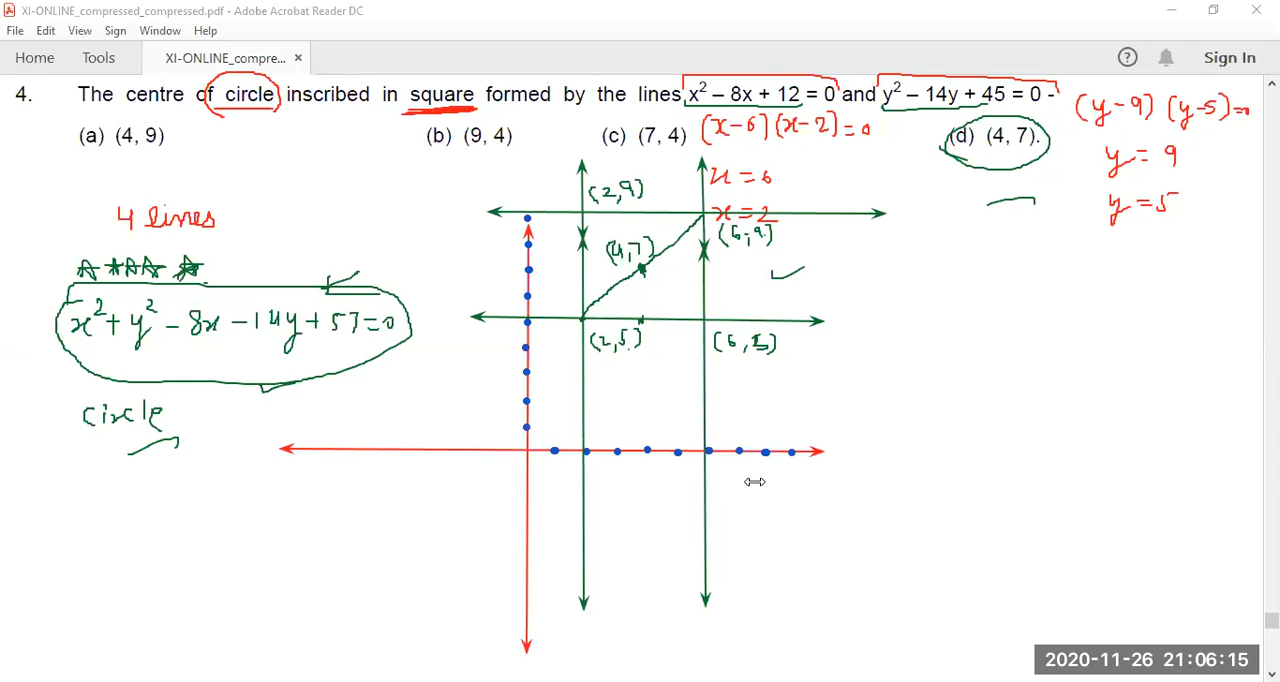 XI-ONLINE_compressed_compressed.pdf - Adobe Acrobat Reader DC
File Edit View Sign Window Help
Home Tools XI-ONLINE_compre... × Sign In
4. The centre of circle inscribed in square formed by the lines x² – 8x + 12 = 0 and y² – 14y + 45 = 0 -
(y-9) (y-5)=0
(a) (4, 9) (b) (9, 4) (c) (7, 4) (d) (4, 7).
(x-6)(x-2)=0
y = 9
x = 6
(2,9)
y = 5
x = 2
4 lines
(6,9)
(4,7)
x²+y²-8x-14y+57=0
(2,5) (6,5)
circle
2020-11-26 21:06:15